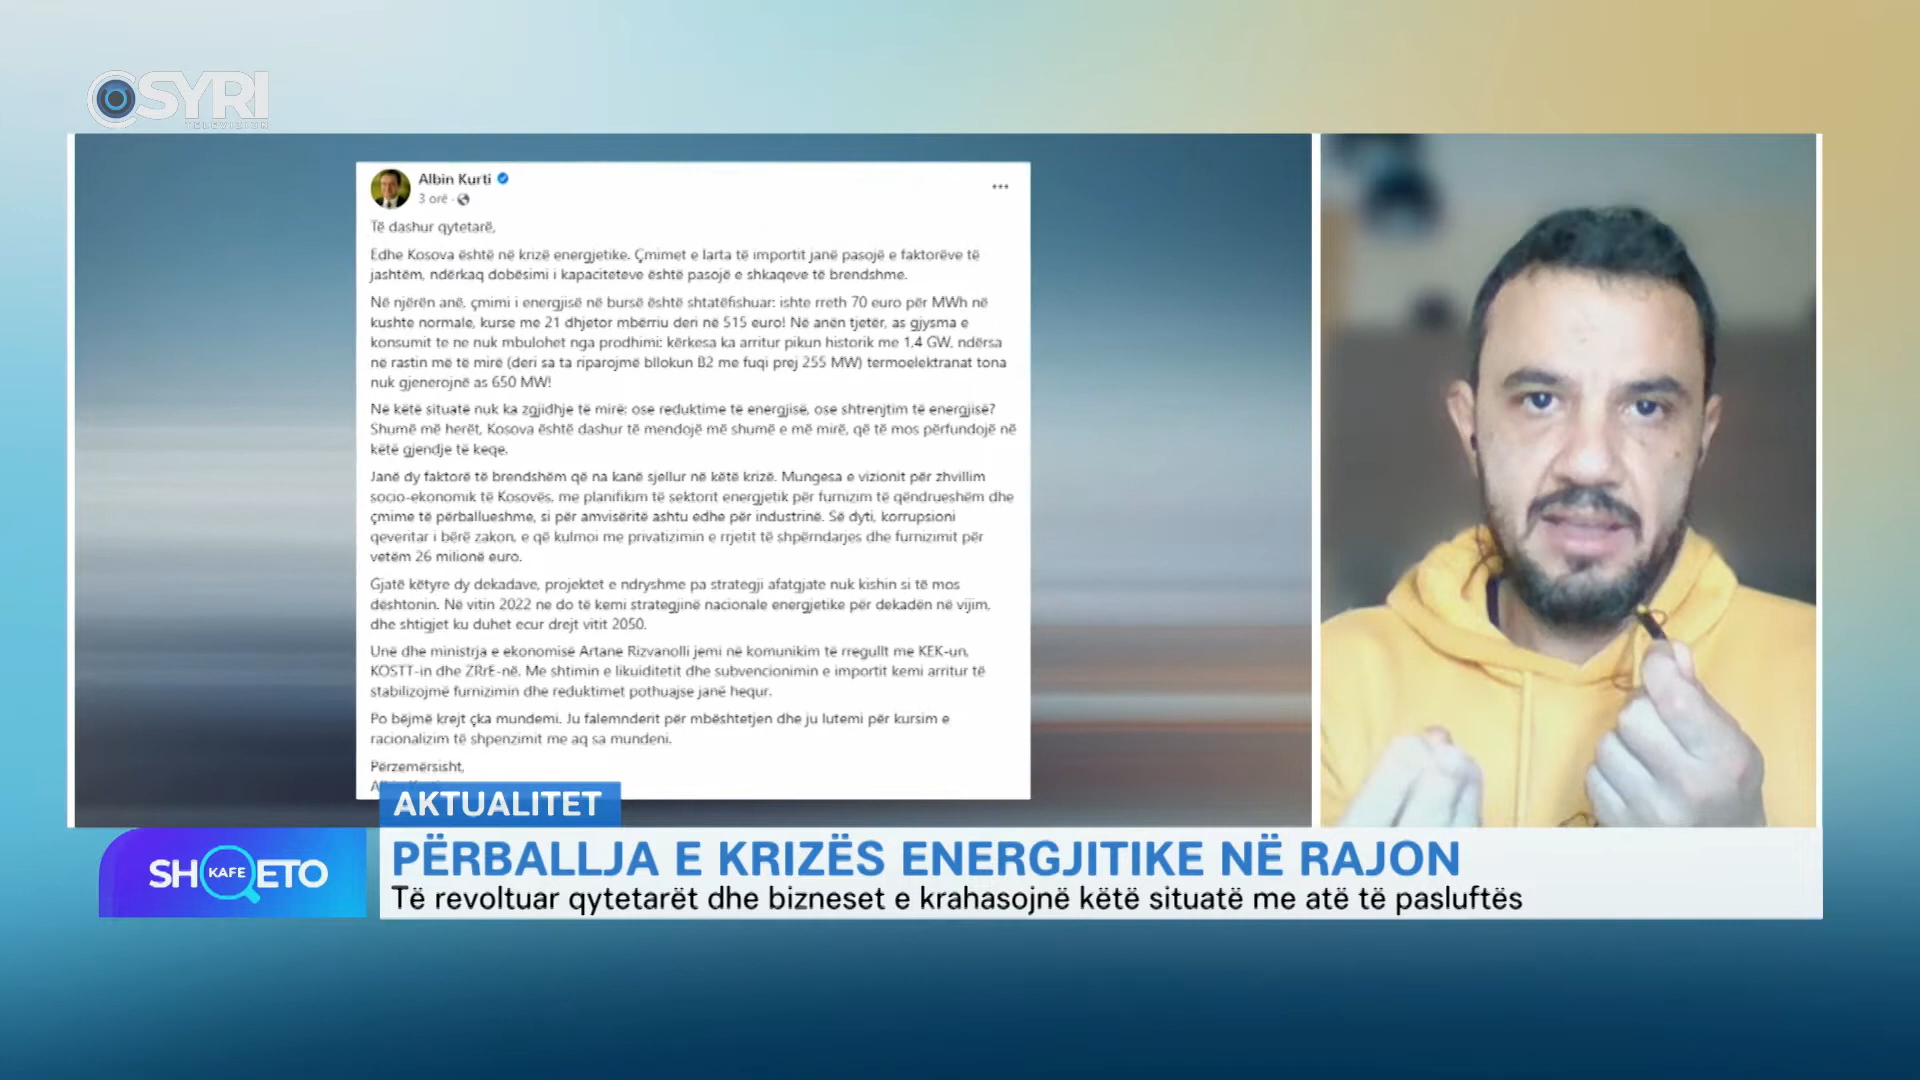 SYRI
TELEVIZION
Albin Kurti
3 orë ·
Të dashur qytetarë,
Edhe Kosova është në krizë energjetike. Çmimet e larta të importit janë pasojë e faktorëve të
jashtëm, ndërkaq dobësimi i kapaciteteve është pasojë e shkaqeve të brendshme.
Në njërën anë, çmimi i energjisë në bursë është shtatëfishuar: ishte rreth 70 euro për MWh në
kushte normale, kurse me 21 dhjetor mbërriu deri në 515 euro! Në anën tjetër, as gjysma e
konsumit te ne nuk mbulohet nga prodhimi: kërkesa ka arritur pikun historik me 1,4 GW, ndërsa
në rastin më të mirë (deri sa ta riparojmë bllokun B2 me fuqi prej 255 MW) termoelektranat tona
nuk gjenerojnë as 650 MW!
Në këtë situatë nuk ka zgjidhje të mirë: ose reduktime të energjisë, ose shtrenjtim të energjisë?
Shumë më herët, Kosova është dashur të mendojë më shumë e më mirë, që të mos përfundojë në
këtë gjendje të keqe.
Janë dy faktorë të brendshëm që na kanë sjellur në këtë krizë. Mungesa e vizionit për zhvillim
socio-ekonomik të Kosovës, me planifikim të sektorit energjetik për furnizim të qëndrueshëm dhe
çmime të përballueshme, si për amvisëritë ashtu edhe për industrinë. Së dyti, korrupsioni
qeveritar i bërë zakon, e që kulmoi me privatizimin e rrjetit të shpërndarjes dhe furnizimit për
vetëm 26 milionë euro.
Gjatë këtyre dy dekadave, projektet e ndryshme pa strategji afatgjate nuk kishin si të mos
dështonin. Në vitin 2022 ne do të kemi strategjinë nacionale energjetike për dekadën në vijim,
dhe shtigjet ku duhet ecur drejt vitit 2050.
Unë dhe ministrja e ekonomisë Artane Rizvanolli jemi në komunikim të rregullt me KEK-un,
KOSTT-in dhe ZRrE-në. Me shtimin e likuiditetit dhe subvencionimin e importit kemi arritur të
stabilizojmë furnizimin dhe reduktimet pothuajse janë hequr.
Po bëjmë krejt çka mundemi. Ju falemnderit për mbështetjen dhe ju lutemi për kursim e
racionalizim të shpenzimit me aq sa mundeni.
Përzemërsisht,
AKTUALITET
SH KAFE QETO
PËRBALLJA E KRIZËS ENERGJITIKE NË RAJON
Të revoltuar qytetarët dhe bizneset e krahasojnë këtë situatë me atë të pasluftës